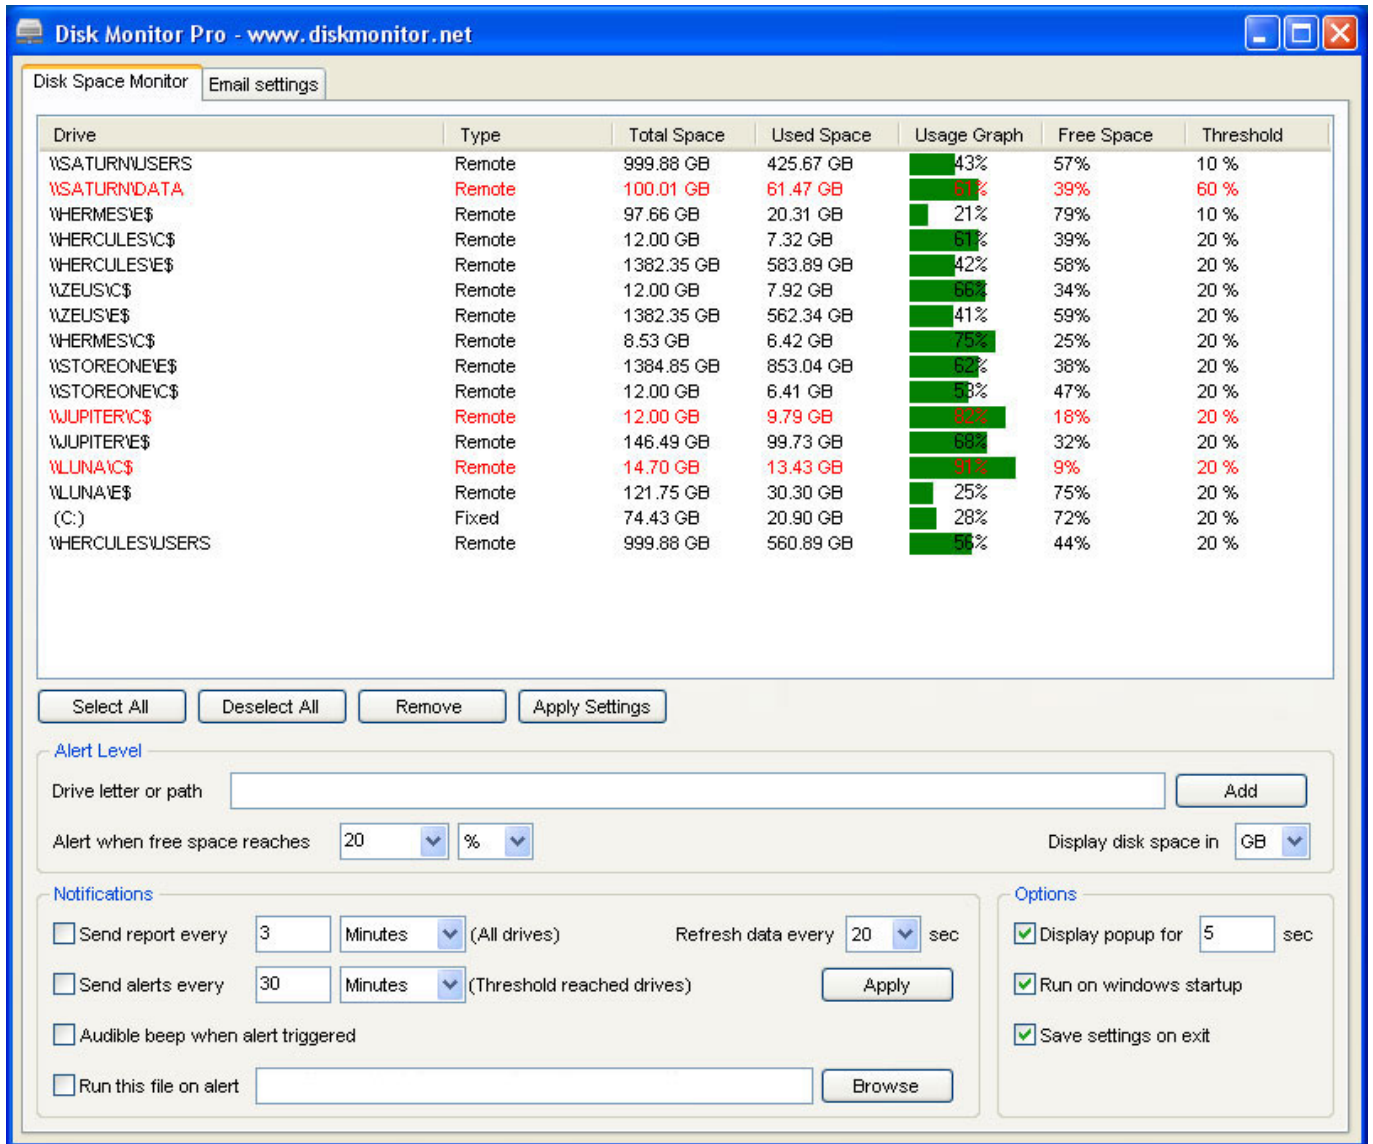 Disk Monitor Pro - www.diskmonitor.net
Disk Space Monitor Email settings
Drive Type Total Space Used Space Usage Graph Free Space Threshold
\\SATURN\USERS Remote 999.88 GB 425.67 GB 43% 57% 10 %
\\SATURN\DATA Remote 100.01 GB 61.47 GB 61% 39% 60 %
\\HERMES\E$ Remote 97.66 GB 20.31 GB 21% 79% 10 %
\\HERCULES\C$ Remote 12.00 GB 7.32 GB 61% 39% 20 %
\\HERCULES\E$ Remote 1382.35 GB 583.89 GB 42% 58% 20 %
\\ZEUS\C$ Remote 12.00 GB 7.92 GB 66% 34% 20 %
\\ZEUS\E$ Remote 1382.35 GB 562.34 GB 41% 59% 20 %
\\HERMES\C$ Remote 8.53 GB 6.42 GB 75% 25% 20 %
\\STOREONE\E$ Remote 1384.85 GB 853.04 GB 62% 38% 20 %
\\STOREONE\C$ Remote 12.00 GB 6.41 GB 53% 47% 20 %
\\JUPITER\C$ Remote 12.00 GB 9.79 GB 82% 18% 20 %
\\JUPITER\E$ Remote 146.49 GB 99.73 GB 68% 32% 20 %
\\LUNA\C$ Remote 14.70 GB 13.43 GB 91% 9% 20 %
\\LUNA\E$ Remote 121.75 GB 30.30 GB 25% 75% 20 %
(C:) Fixed 74.43 GB 20.90 GB 28% 72% 20 %
\\HERCULES\USERS Remote 999.88 GB 560.89 GB 56% 44% 20 %
Select All Deselect All Remove Apply Settings
Alert Level
Drive letter or path Add
Alert when free space reaches 20 % Display disk space in GB
Notifications Options
Send report every 3 Minutes (All drives) Refresh data every 20 sec Display popup for 5 sec
Send alerts every 30 Minutes (Threshold reached drives) Apply Run on windows startup
Audible beep when alert triggered Save settings on exit
Run this file on alert Browse